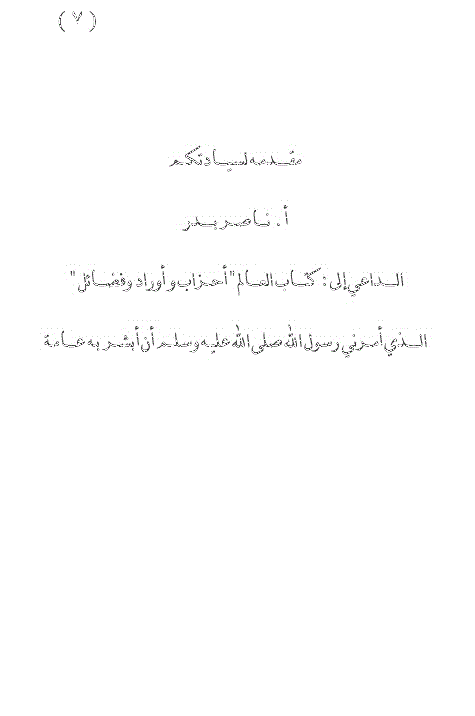 ( ٧ )
مقدمه لسيادتكم
أ. ناصر بدر
الداعي إلى : كتاب العالم "أحزاب وأوراد وفضائل"
الذي أمرني رسول الله صلى الله عليه وسلم أن أبشر به عامة